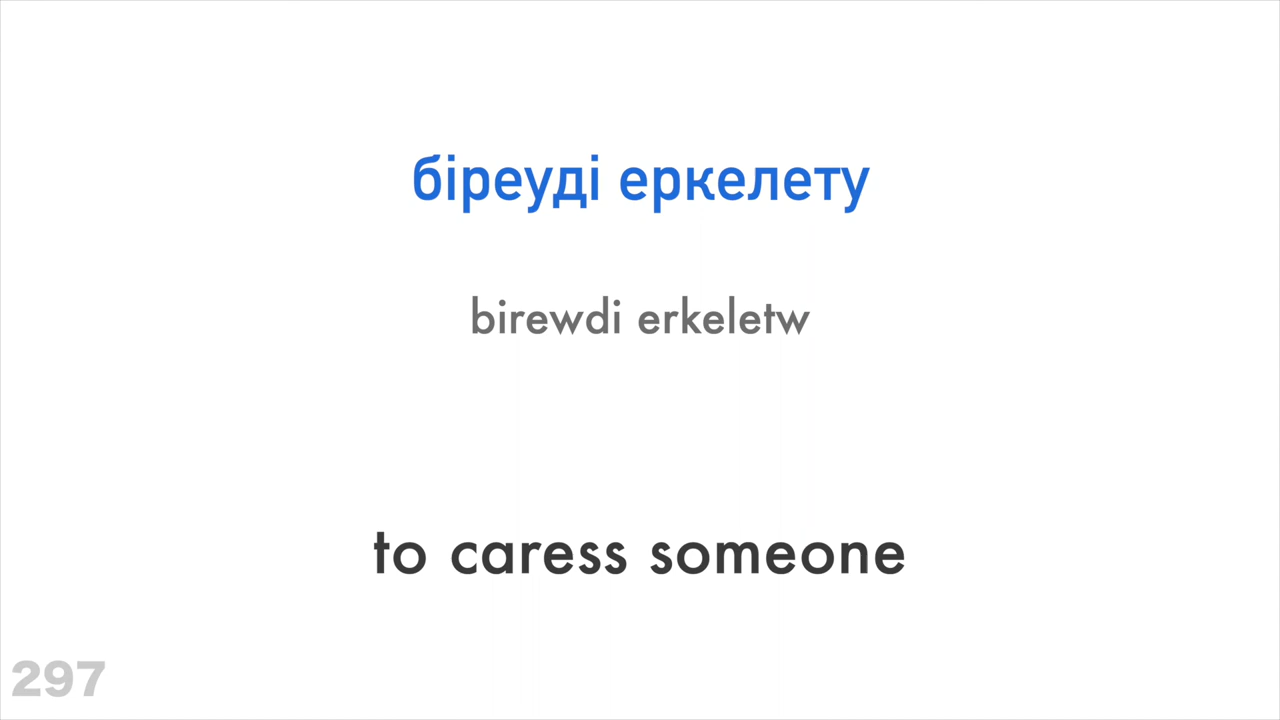 біреуді еркелету
birewdi erkeletw
to caress someone
297